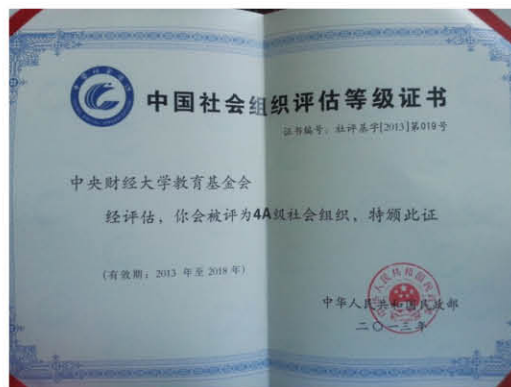 中国社会组织评估等级证书
证书编号：社评基字[2013]第019号
中央财经大学教育基金会
经评估，你会被评为4A级社会组织，特颁此证
(有效期：2013 年至 2018 年)
中华人民共和国民政部
二〇一三年